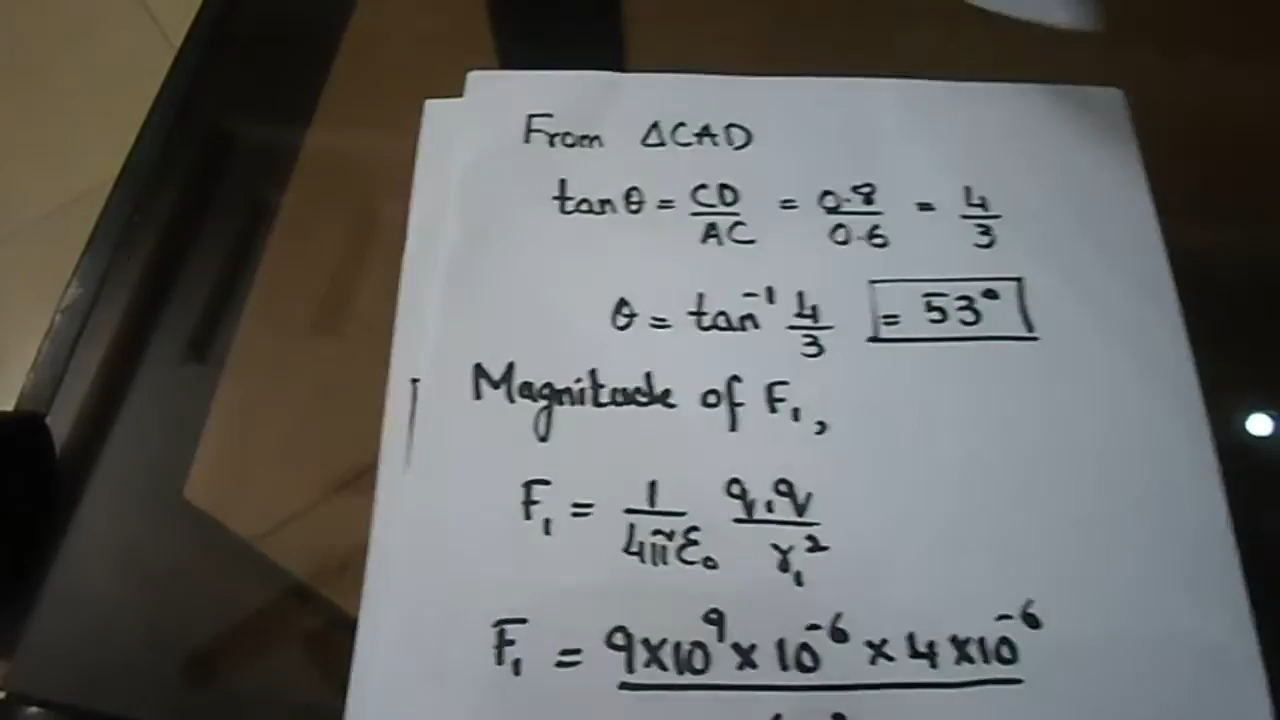 From ΔCAD
tanθ = CD/AC = 0.8/0.6 = 4/3
θ = tan⁻¹ 4/3 = 53°
Magnitude of F₁,
F₁ = 1/4πε₀ q₁q/r₁²
F₁ = 9×10⁹×10⁻⁶×4×10⁻⁶